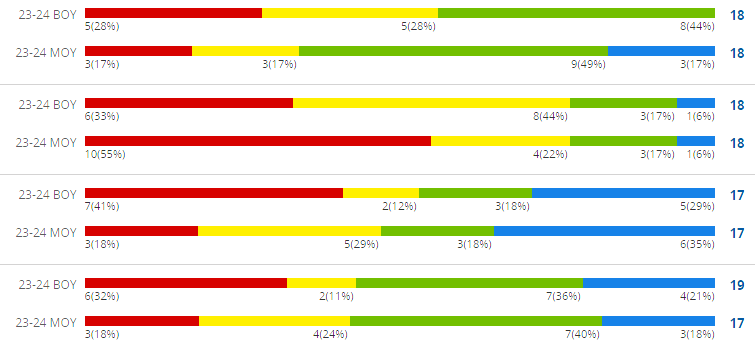 23-24 BOY 18
5(28%) 5(28%) 8(44%)
23-24 MOY 18
3(17%) 3(17%) 9(49%) 3(17%)
23-24 BOY 18
6(33%) 8(44%) 3(17%) 1(6%)
23-24 MOY 18
10(55%) 4(22%) 3(17%) 1(6%)
23-24 BOY 17
7(41%) 2(12%) 3(18%) 5(29%)
23-24 MOY 17
3(18%) 5(29%) 3(18%) 6(35%)
23-24 BOY 19
6(32%) 2(11%) 7(36%) 4(21%)
23-24 MOY 17
3(18%) 4(24%) 7(40%) 3(18%)